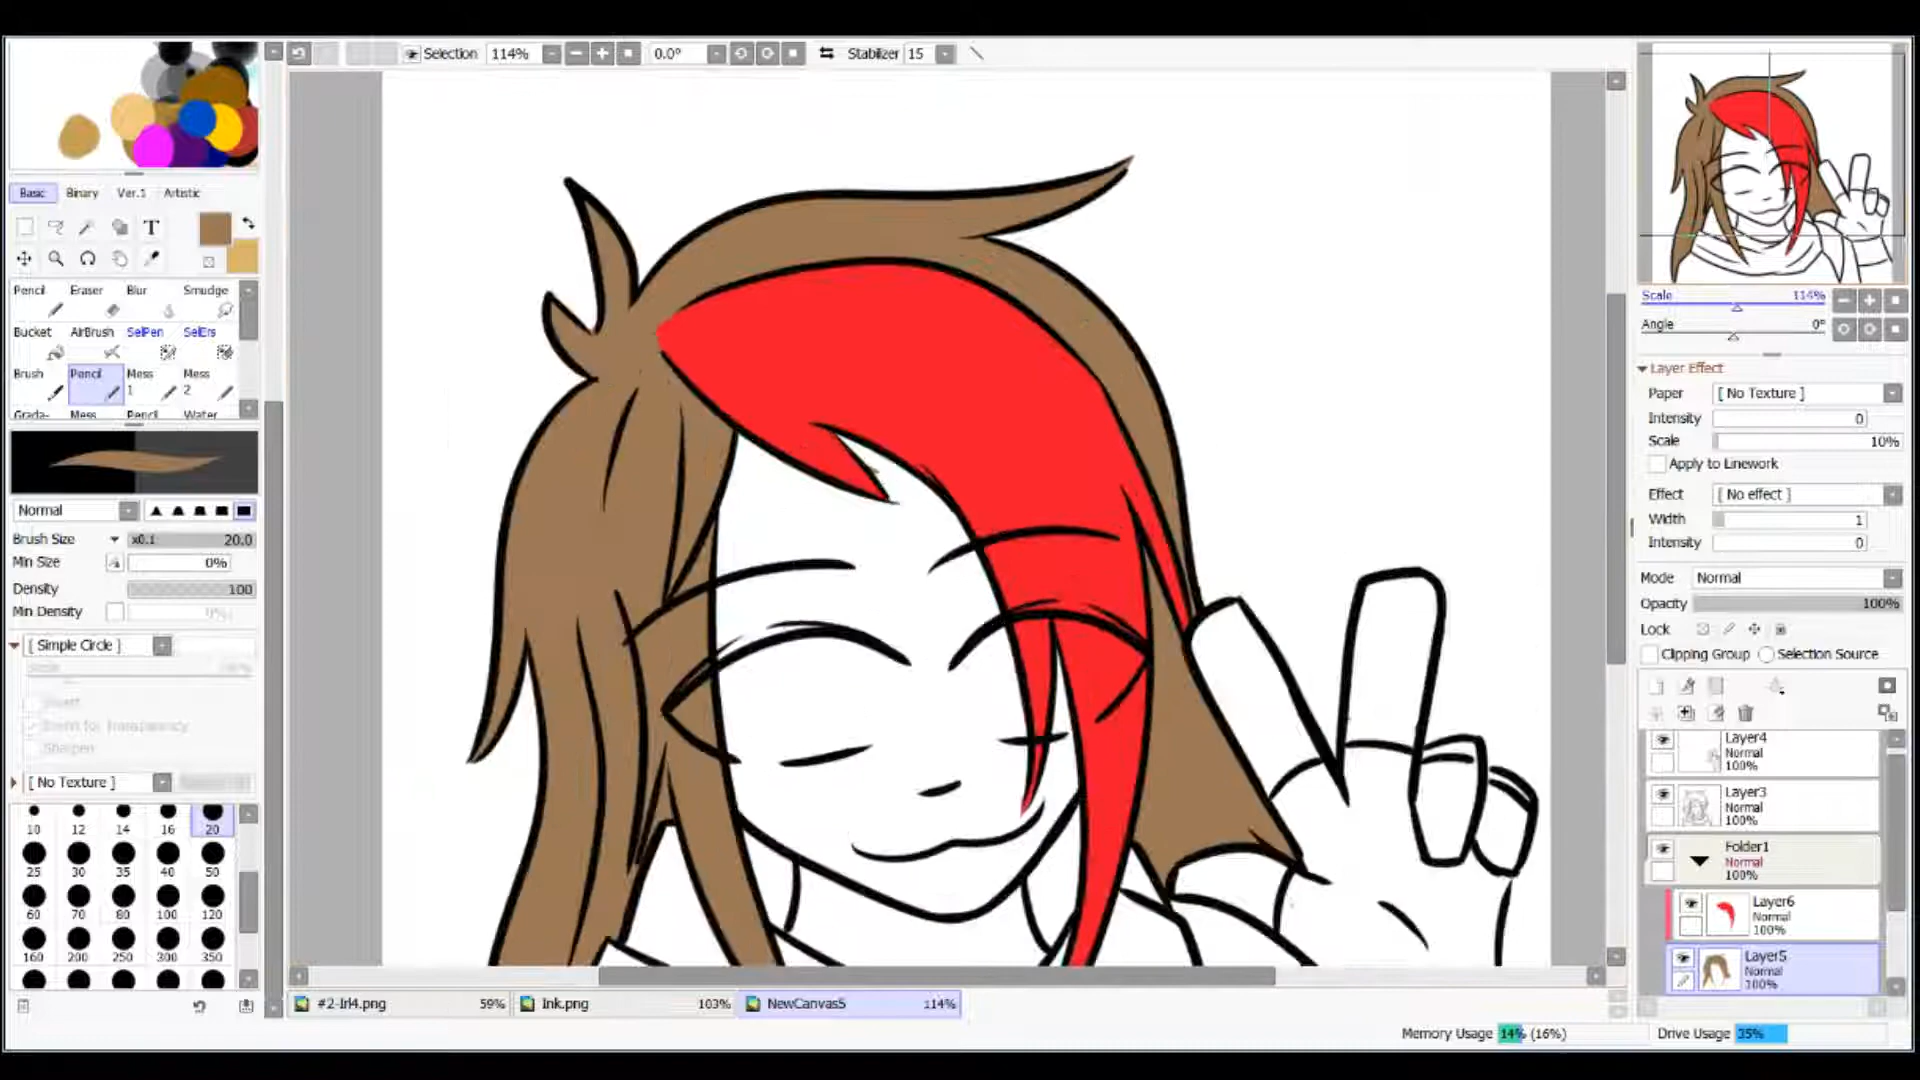 Selection 114% 0.0° Stabilizer 15
Basic Binary Ver.1 Artistic
T
Pencil Eraser Blur Smudge
Bucket AirBrush SelPen SelErs
Brush Pencil Mess 1 Mess 2
Grada- Mess Pencil Water
Normal
Brush Size x0.1 20.0
Min Size 0%
Density 100
Min Density 0%
[ Simple Circle ]
[ No Texture ]
10 12 14 16 20
25 30 35 40 50
60 70 80 100 120
160 200 250 300 350
#2-Irl4.png 59% Ink.png 103% NewCanvas5 114%
Memory Usage 14% (16%) Drive Usage 35%
Scale 114%
Angle 0°
Layer Effect
Paper [ No Texture ]
Intensity 0
Scale 10%
Apply to Linework
Effect [ No effect ]
Width 1
Intensity 0
Mode Normal
Opacity 100%
Lock
Clipping Group Selection Source
Layer4
Normal
100%
Layer3
Normal
100%
Folder1
Normal
100%
Layer6
Normal
100%
Layer5
Normal
100%